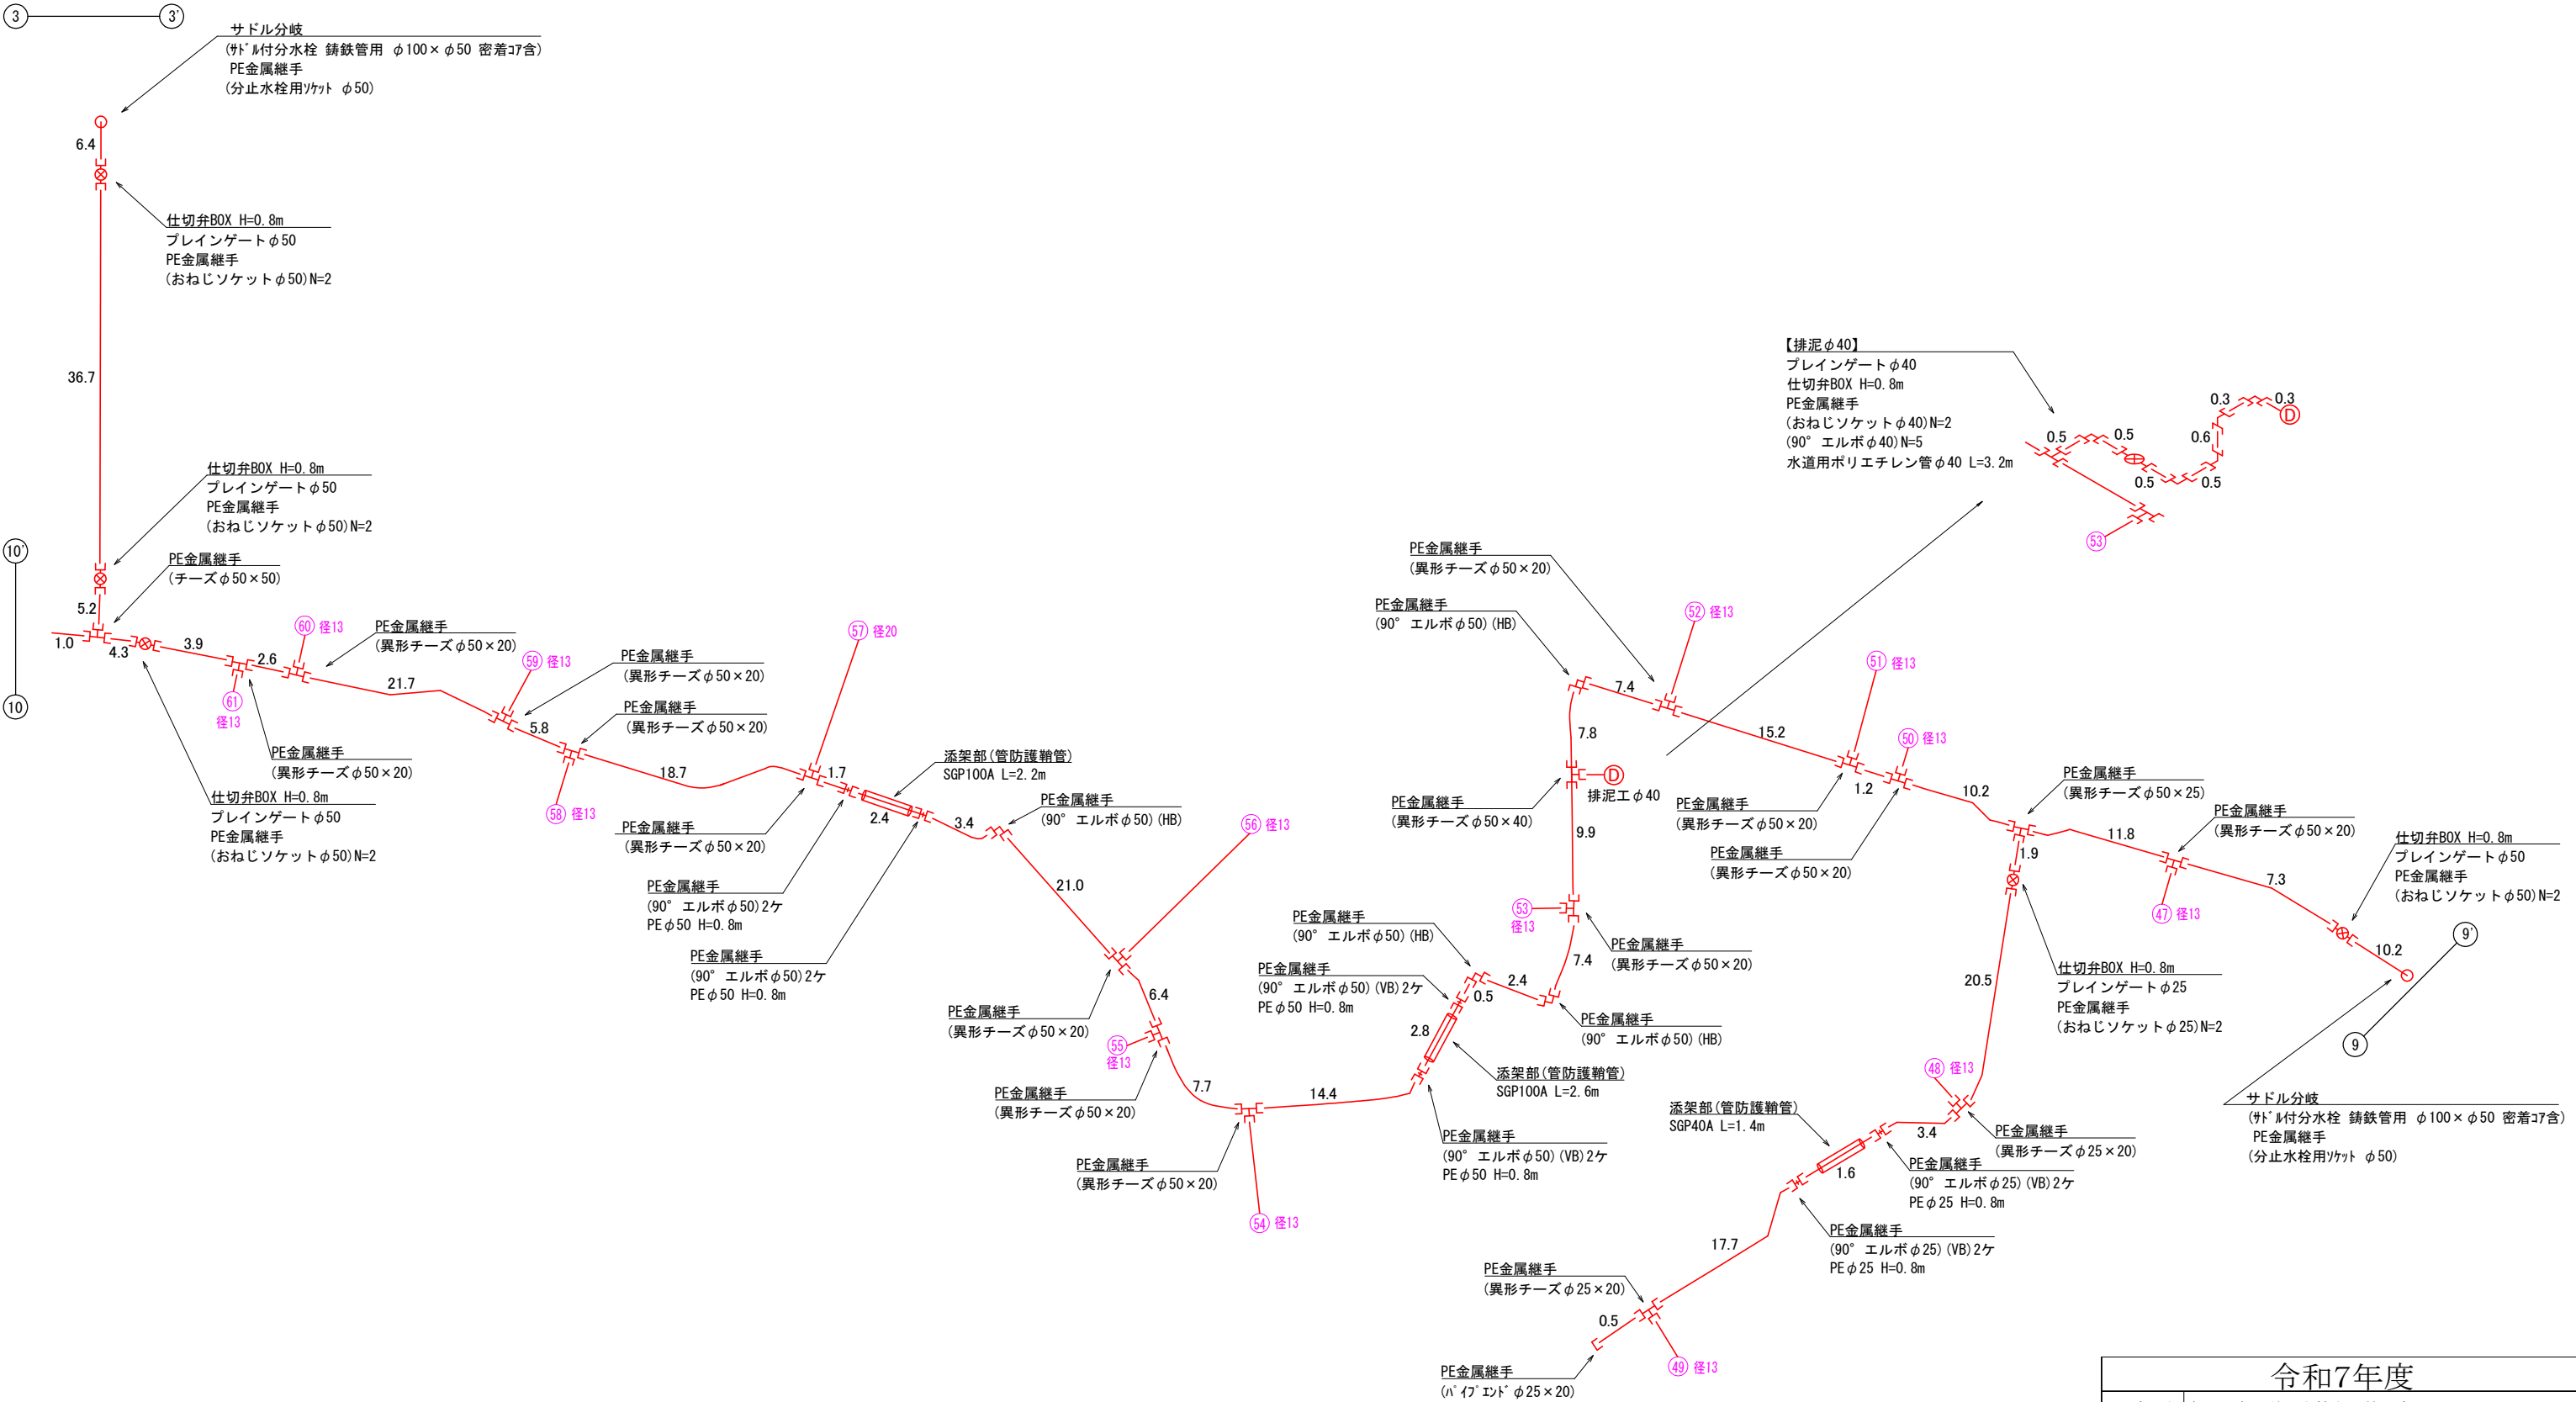 3
3'
サドル分岐
(ｻﾄﾞﾙ付分水栓 鋳鉄管用 φ100×φ50 密着ｺｱ含)
PE金属継手
(分止水栓用ｿｹｯﾄ φ50)
6.4
仕切弁BOX H=0.8m
ブレインゲートφ50
PE金属継手
(おねじソケットφ50)N=2
36.7
仕切弁BOX H=0.8m
ブレインゲートφ50
PE金属継手
(おねじソケットφ50)N=2
10'
10
PE金属継手
(チーズφ50×50)
5.2
1.0
4.3
3.9
2.6
60 径13
PE金属継手
(異形チーズφ50×20)
61
径13
PE金属継手
(異形チーズφ50×20)
仕切弁BOX H=0.8m
ブレインゲートφ50
PE金属継手
(おねじソケットφ50)N=2
21.7
59 径13
PE金属継手
(異形チーズφ50×20)
5.8
PE金属継手
(異形チーズφ50×20)
58 径13
18.7
57 径20
PE金属継手
(異形チーズφ50×20)
1.7
添架部(管防護鞘管)
SGP100A L=2.2m
2.4
PE金属継手
(90° エルボφ50)2ケ
PEφ50 H=0.8m
PE金属継手
(90° エルボφ50)2ケ
PEφ50 H=0.8m
3.4
PE金属継手
(90° エルボφ50)(HB)
21.0
56 径13
PE金属継手
(異形チーズφ50×20)
6.4
55
径13
PE金属継手
(異形チーズφ50×20)
7.7
PE金属継手
(異形チーズφ50×20)
54 径13
14.4
PE金属継手
(90° エルボφ50)(VB)2ケ
PEφ50 H=0.8m
2.8
添架部(管防護鞘管)
SGP100A L=2.6m
PE金属継手
(90° エルボφ50)(VB)2ケ
PEφ50 H=0.8m
0.5
PE金属継手
(90° エルボφ50)(HB)
2.4
PE金属継手
(90° エルボφ50)(HB)
7.4
53
径13
PE金属継手
(異形チーズφ50×20)
9.9
PE金属継手
(異形チーズφ50×40)
D
排泥工φ40
7.8
PE金属継手
(90° エルボφ50)(HB)
PE金属継手
(異形チーズφ50×20)
7.4
52 径13
15.2
51 径13
PE金属継手
(異形チーズφ50×20)
1.2
50 径13
PE金属継手
(異形チーズφ50×20)
10.2
【排泥φ40】
ブレインゲートφ40
仕切弁BOX H=0.8m
PE金属継手
(おねじソケットφ40)N=2
(90° エルボφ40)N=5
水道用ポリエチレン管φ40 L=3.2m
0.5
0.5
0.5
0.5
0.6
0.3
0.3
D
53
PE金属継手
(異形チーズφ50×25)
11.8
PE金属継手
(異形チーズφ50×20)
47 径13
7.3
仕切弁BOX H=0.8m
ブレインゲートφ50
PE金属継手
(おねじソケットφ50)N=2
10.2
9'
9
サドル分岐
(ｻﾄﾞﾙ付分水栓 鋳鉄管用 φ100×φ50 密着ｺｱ含)
PE金属継手
(分止水栓用ｿｹｯﾄ φ50)
1.9
仕切弁BOX H=0.8m
ブレインゲートφ25
PE金属継手
(おねじソケットφ25)N=2
20.5
48 径13
PE金属継手
(異形チーズφ25×20)
3.4
PE金属継手
(90° エルボφ25)(VB)2ケ
PEφ25 H=0.8m
添架部(管防護鞘管)
SGP40A L=1.4m
1.6
PE金属継手
(90° エルボφ25)(VB)2ケ
PEφ25 H=0.8m
17.7
PE金属継手
(異形チーズφ25×20)
49 径13
0.5
PE金属継手
(ﾊﾟｲﾌﾟｴﾝﾄﾞφ25×20)
令和7年度